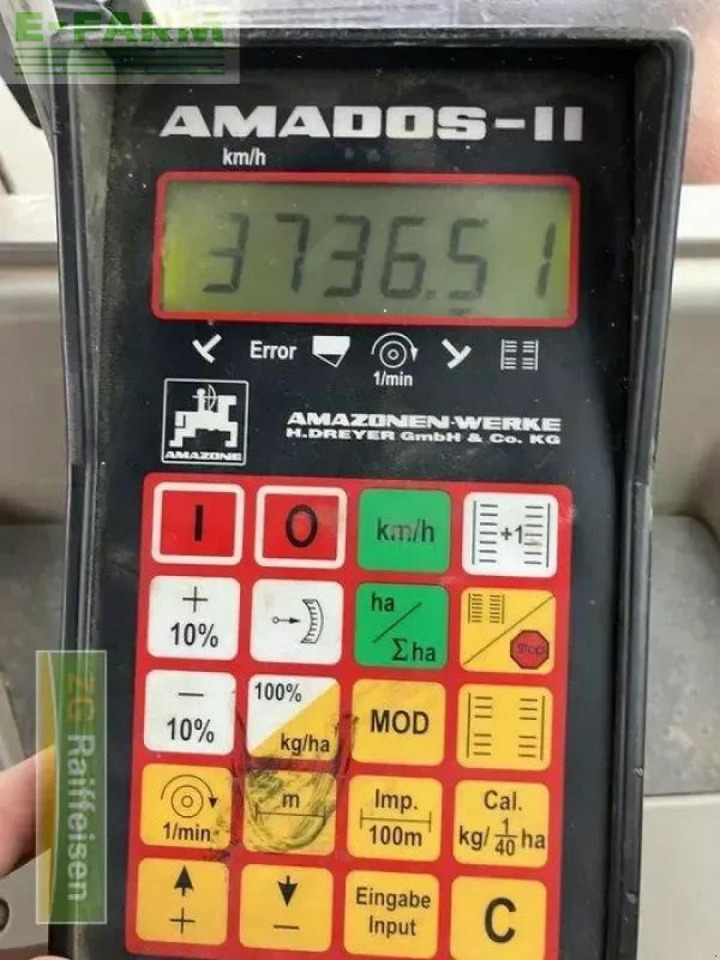 E-FARM
AMADOS-II
km/h
3736.51
Error
1/min
AMAZONE
AMAZONEN-WERKE
H.DREYER GmbH & Co. KG
I
O
km/h
+1
+
10%
ha
Σha
Stop
−
10%
100%
kg/ha
MOD
1/min
m
Imp.
100m
Cal.
kg/ 1/40 ha
+
−
Eingabe
Input
C
ZG Raiffeisen